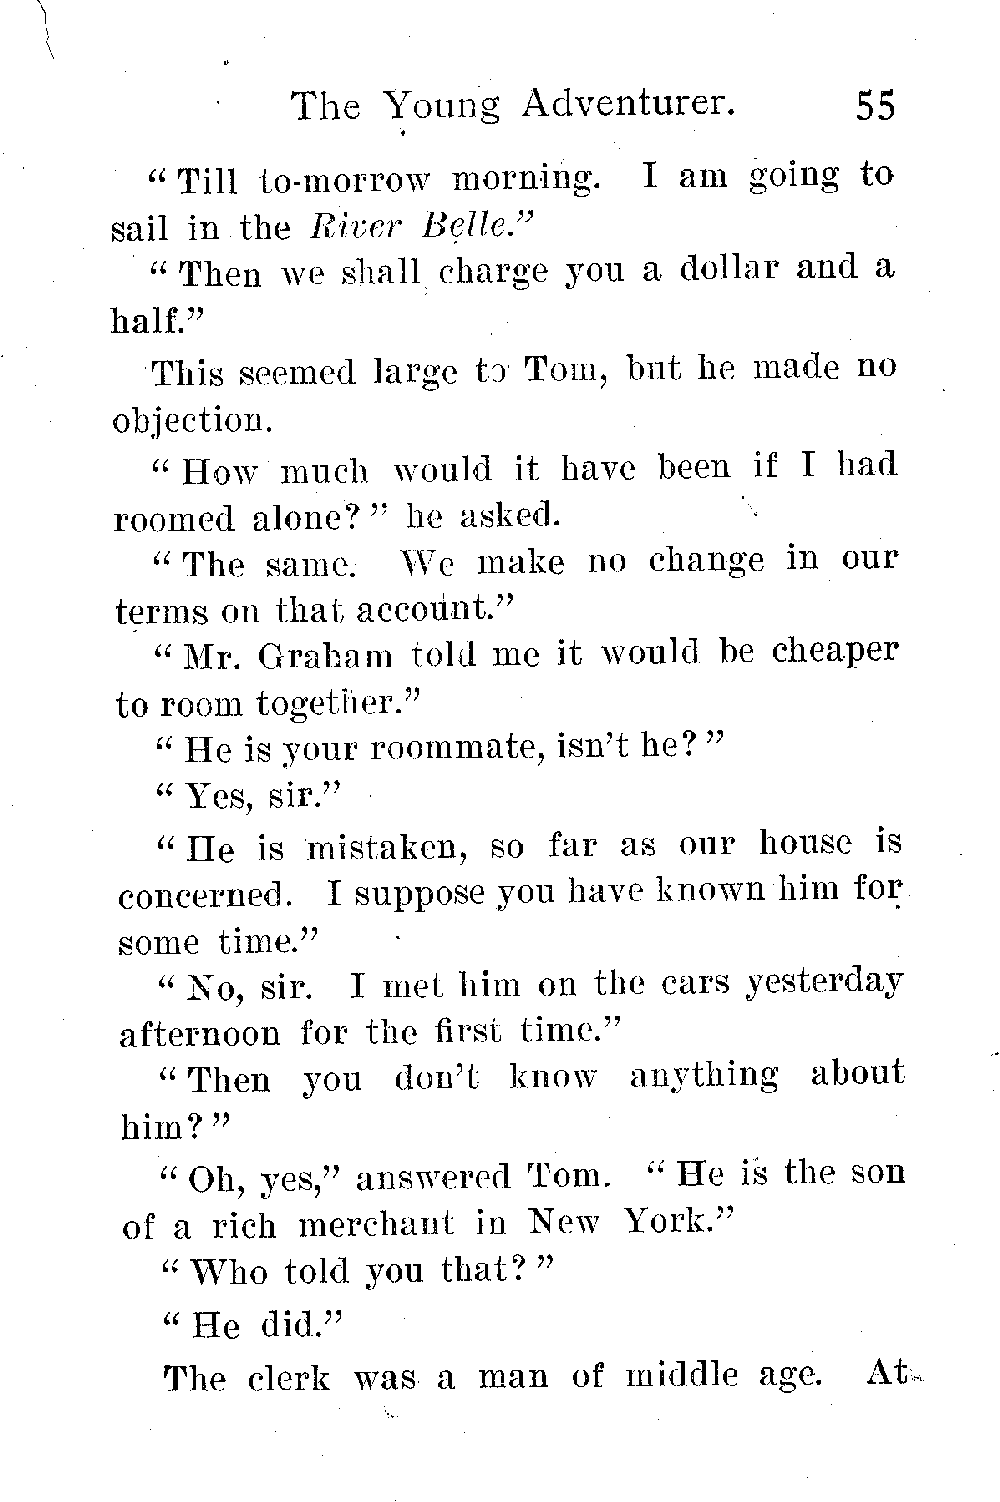 The Young Adventurer. 55
“ Till to-morrow morning. I am going to
sail in the River Belle.”
“ Then we shall charge you a dollar and a
half.”
This seemed large to Tom, but he made no
objection.
“ How much would it have been if I had
roomed alone? ” he asked.
“ The same. We make no change in our
terms on that account.”
“ Mr. Graham told me it would be cheaper
to room together.”
“ He is your roommate, isn’t he? ”
“ Yes, sir.”
“ He is mistaken, so far as our house is
concerned. I suppose you have known him for
some time.”
“ No, sir. I met him on the cars yesterday
afternoon for the first time.”
“ Then you don’t know anything about
him? ”
“ Oh, yes,” answered Tom. “ He is the son
of a rich merchant in New York.”
“ Who told you that? ”
“ He did.”
The clerk was a man of middle age. At